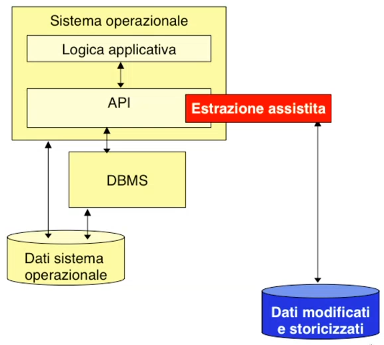 Sistema operazionale
Logica applicativa
API
Estrazione assistita
DBMS
Dati sistema
operazionale
Dati modificati
e storicizzati